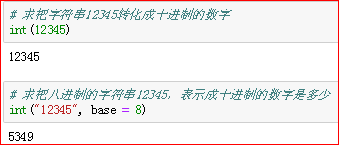 # 求把字符串12345转化成十进制的数字
int(12345)
12345
# 求把八进制的字符串12345，表示成十进制的数字是多少
int("12345", base = 8)
5349